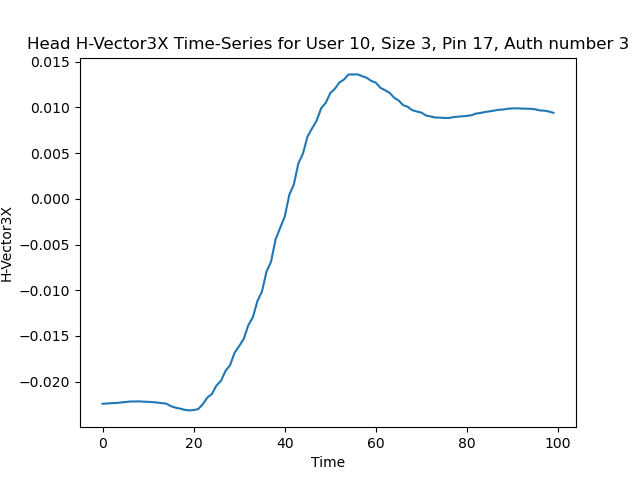 Head H-Vector3X Time-Series for User 10, Size 3, Pin 17, Auth number 3
0.015
0.010
0.005
0.000
−0.005
−0.010
−0.015
−0.020
H-Vector3X
0 20 40 60 80 100
Time